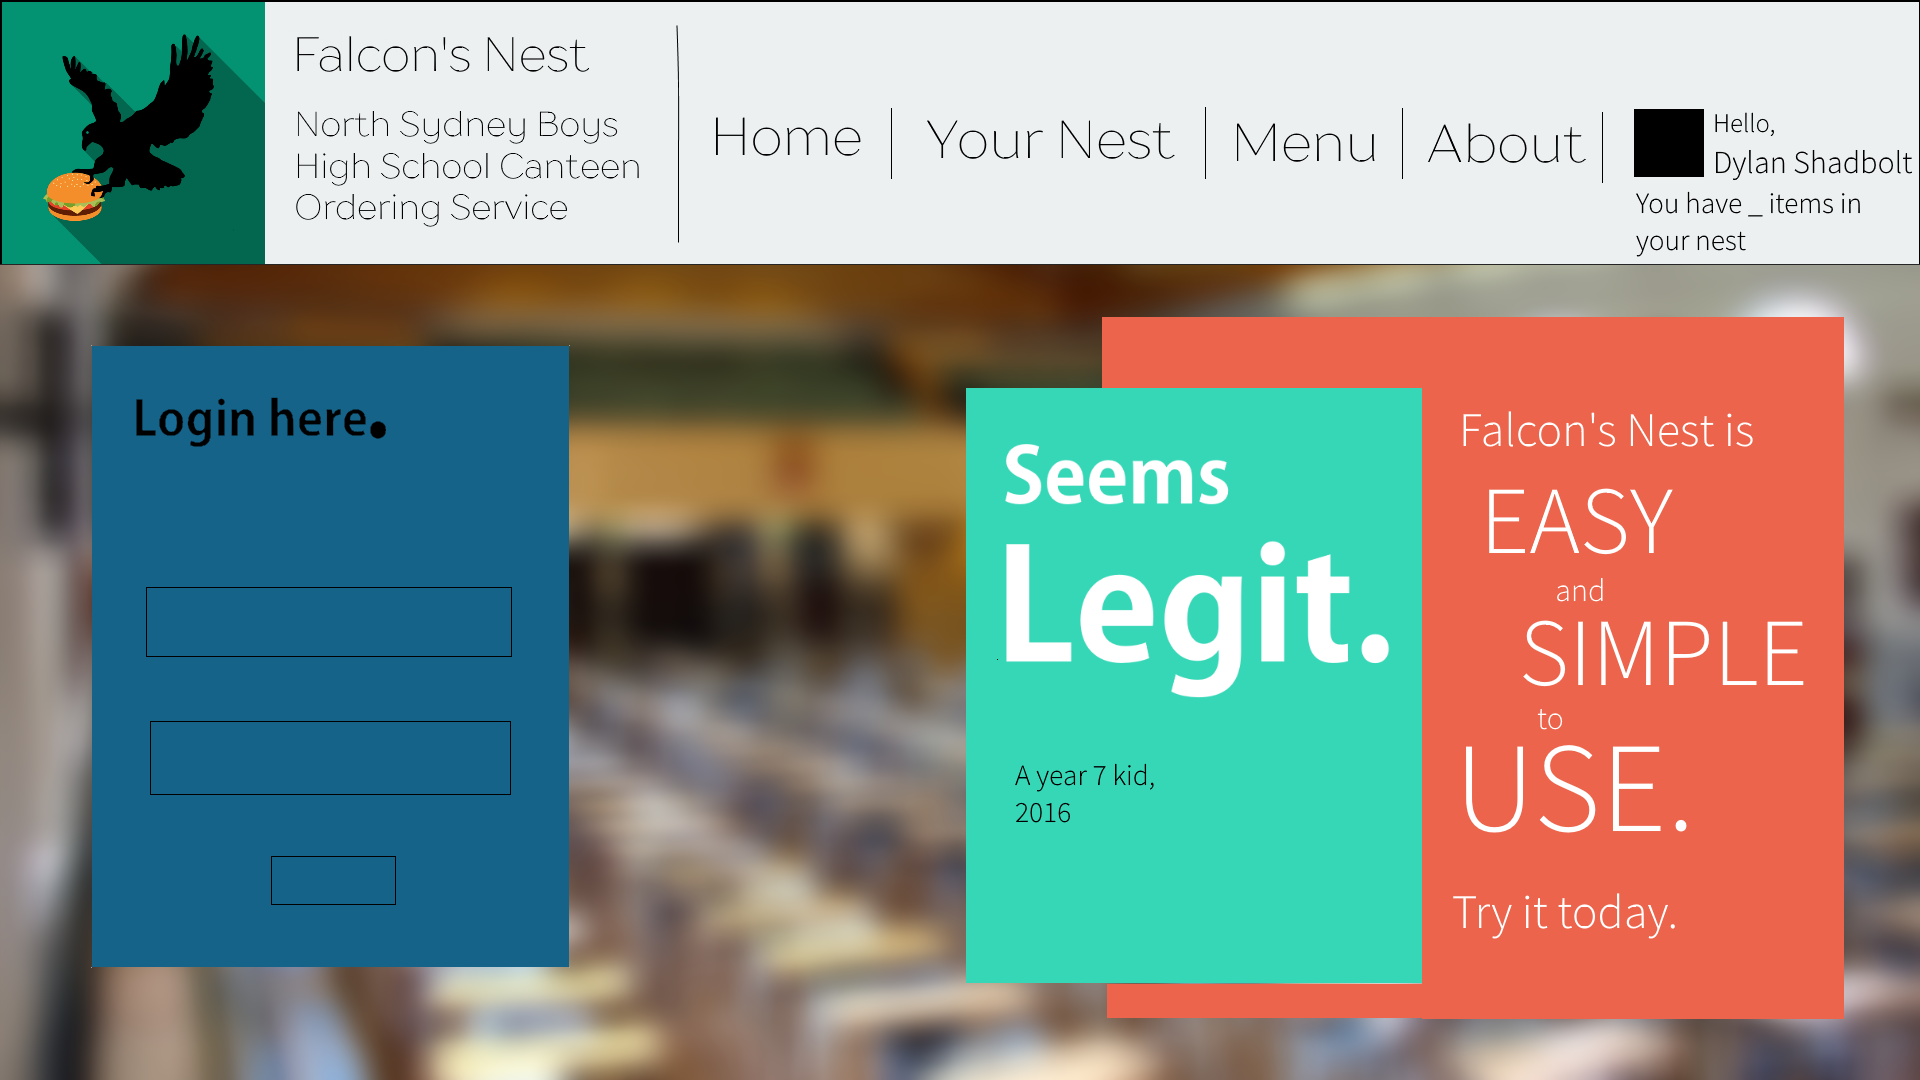 Falcon's Nest
North Sydney Boys
High School Canteen
Ordering Service
Home
Your Nest
Menu
About
Hello,
Dylan Shadbolt
You have _ items in
your nest
Login here.
Seems
Legit.
A year 7 kid,
2016
Falcon's Nest is
EASY
and
SIMPLE
to
USE.
Try it today.